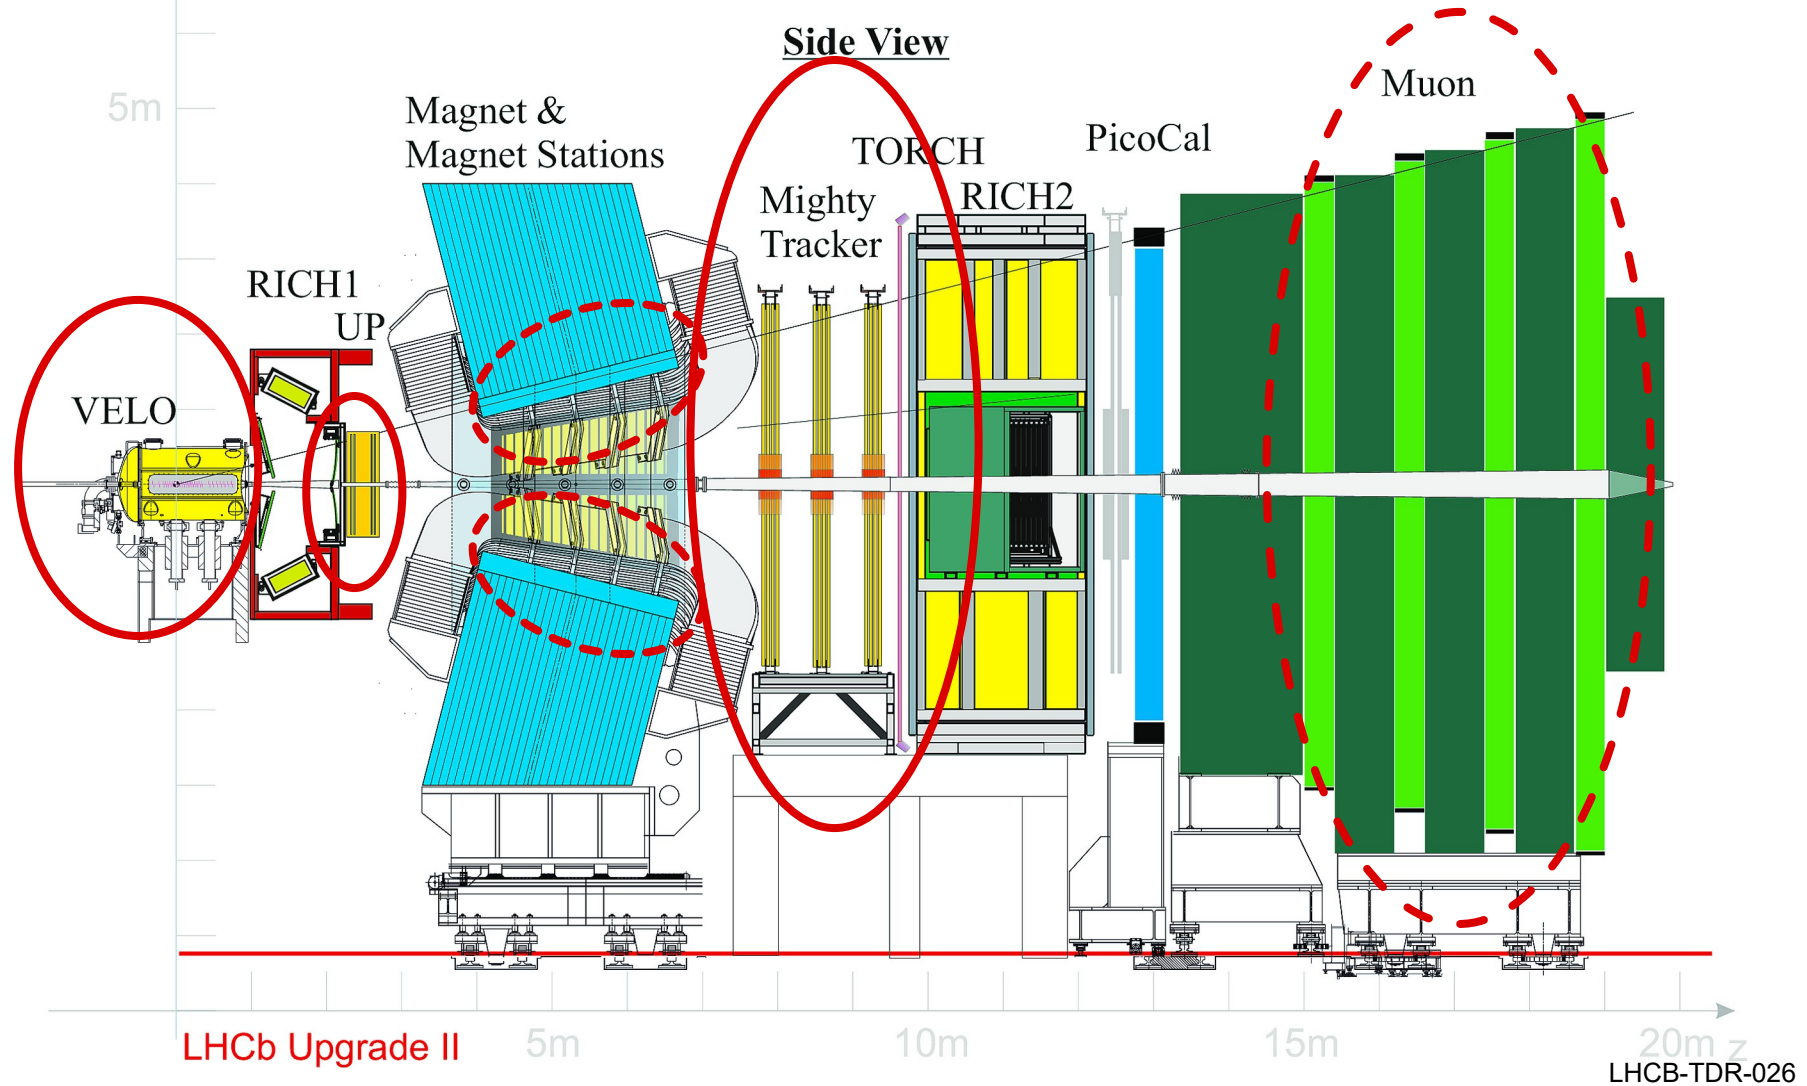 Side View
5m
Muon
Magnet &
Magnet Stations
TORCH
PicoCal
Mighty
Tracker
RICH2
RICH1
UP
VELO
LHCb Upgrade II
5m
10m
15m
20m
z
LHCB-TDR-026